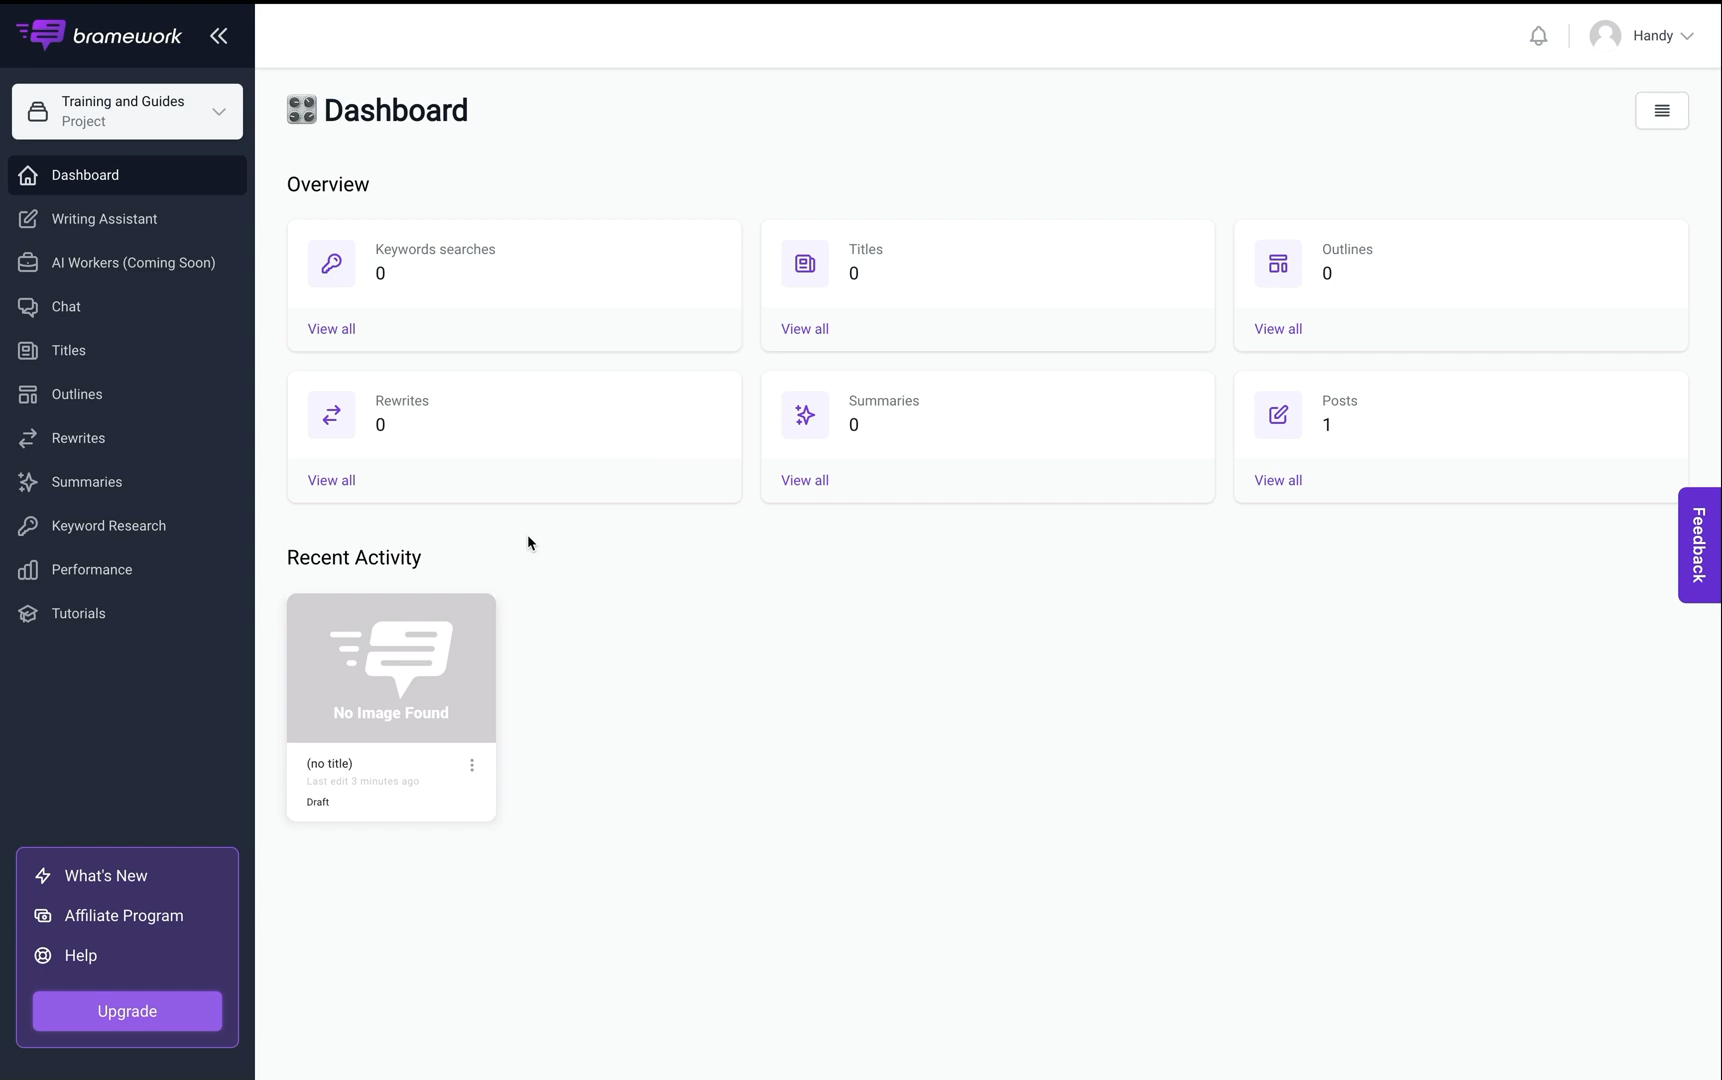 bramework
Handy
Training and Guides
Project
Dashboard
Writing Assistant
AI Workers (Coming Soon)
Chat
Titles
Outlines
Rewrites
Summaries
Keyword Research
Performance
Tutorials
What's New
Affiliate Program
Help
Upgrade
Dashboard
Overview
Keywords searches
0
View all
Titles
0
View all
Outlines
0
View all
Rewrites
0
View all
Summaries
0
View all
Posts
1
View all
Feedback
Recent Activity
No Image Found
(no title)
Last edit 3 minutes ago
Draft